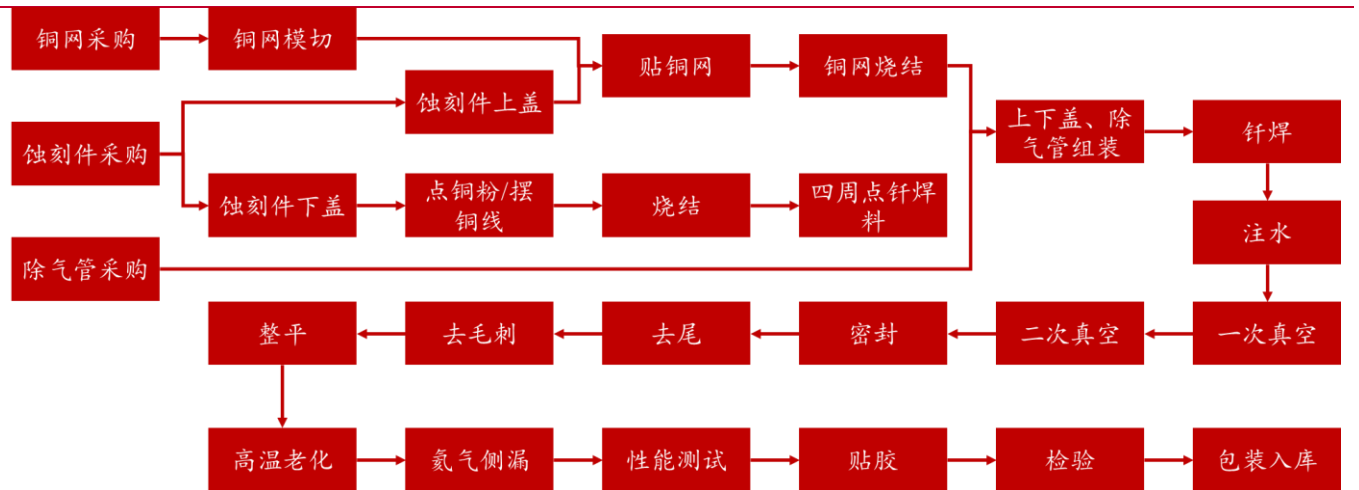 铜网采购
铜网模切
贴铜网
铜网烧结
蚀刻件上盖
蚀刻件采购
上下盖、除
气管组装
钎焊
蚀刻件下盖
点铜粉/摆
铜线
烧结
四周点钎焊
料
注水
除气管采购
整平
去毛刺
去尾
密封
二次真空
一次真空
高温老化
氦气侧漏
性能测试
贴胶
检验
包装入库